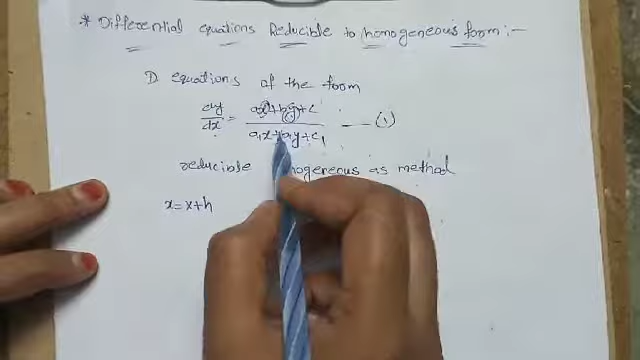 * Differential equations Reducible to homogeneous form :-
D equations of the form
dy/dx = ax+by+c / a₁x+b₁y+c₁ — (1)
reducible homogeneous as method
x = x+h